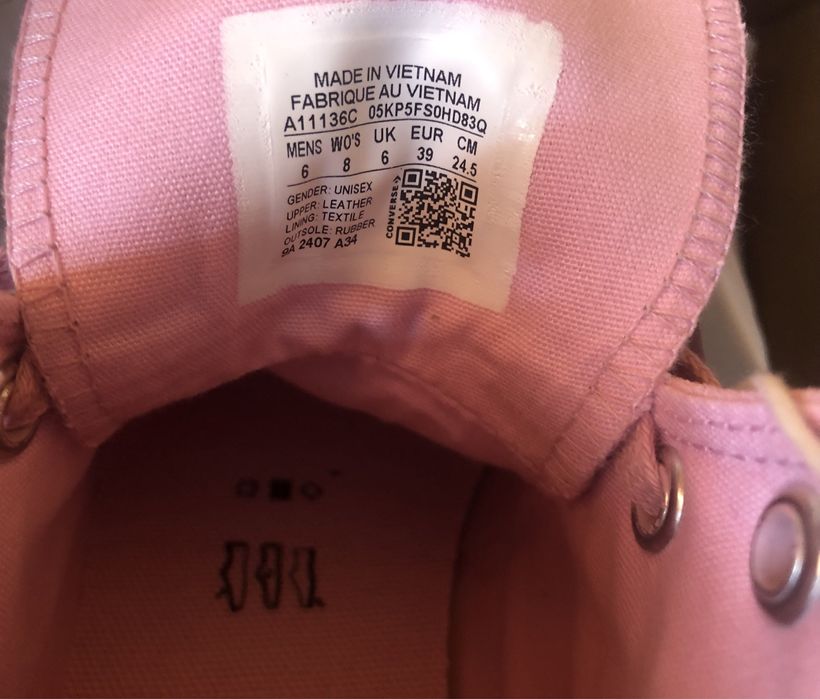 MADE IN VIETNAM
FABRIQUE AU VIETNAM
A11136C 05KP5FS0HD83Q
MENS WO'S UK EUR CM
6 8 6 39 24.5
GENDER: UNISEX
UPPER: LEATHER
LINING: TEXTILE
OUTSOLE: RUBBER
9A 2407 A34
CONVERSE